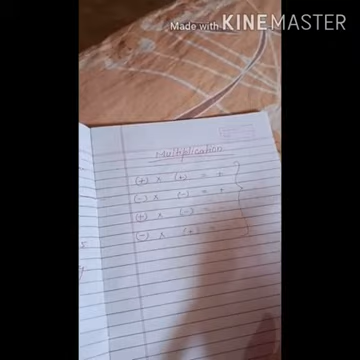 Made with KINEMASTER
Multiplication
(+) x (+) = +
(-) x (-) = +
(+) x (-) = -
(-) x (+) = -